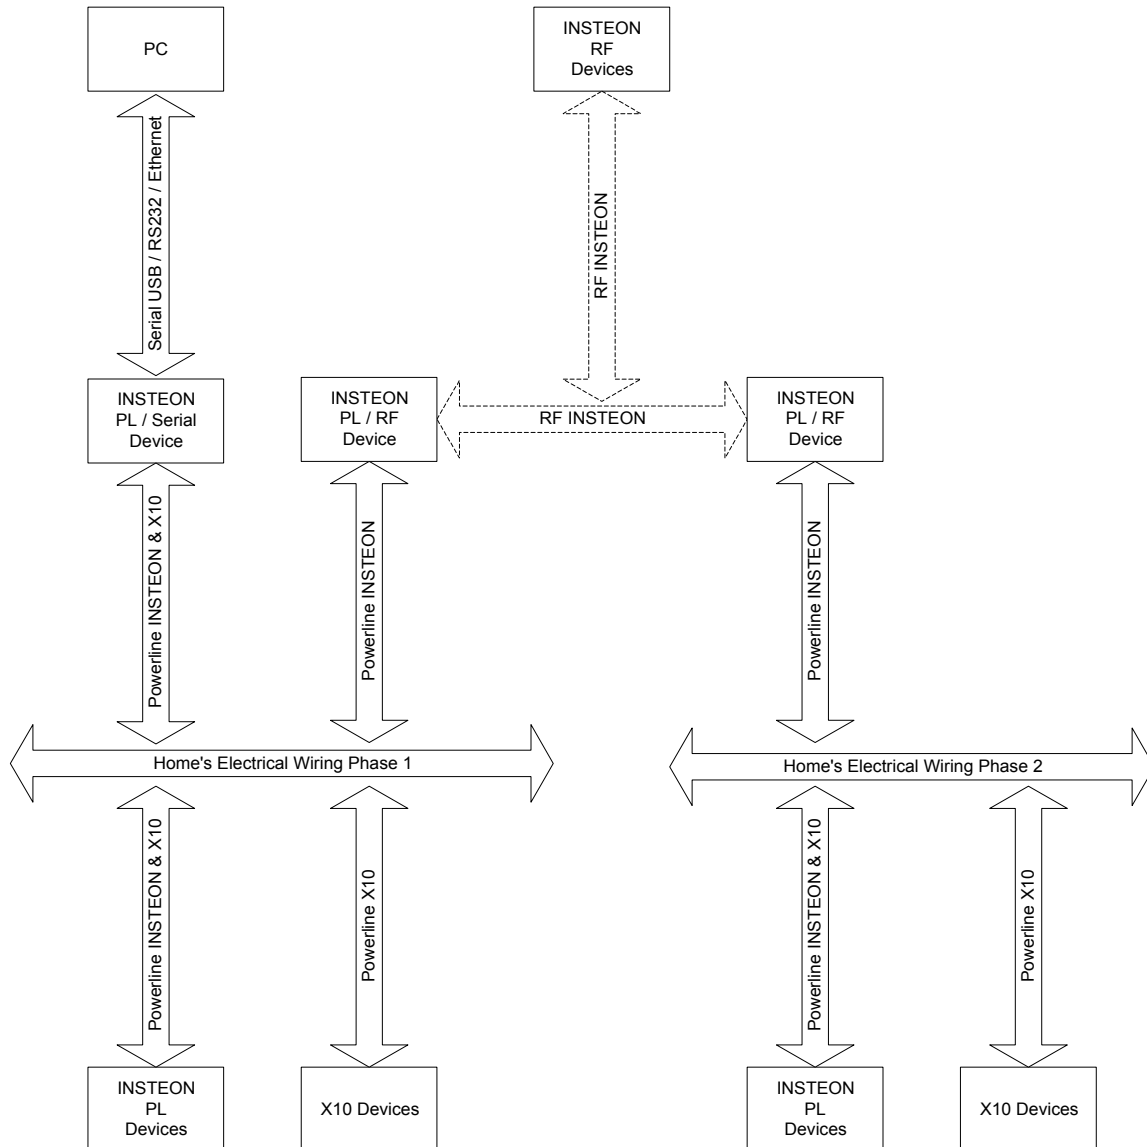 PC
INSTEON
RF
Devices
Serial USB / RS232 / Ethernet
RF INSTEON
INSTEON
PL / Serial
Device
INSTEON
PL / RF
Device
RF INSTEON
INSTEON
PL / RF
Device
Powerline INSTEON & X10
Powerline INSTEON
Powerline INSTEON
Home's Electrical Wiring Phase 1
Home's Electrical Wiring Phase 2
Powerline INSTEON & X10
Powerline X10
Powerline INSTEON & X10
Powerline X10
INSTEON
PL
Devices
X10 Devices
INSTEON
PL
Devices
X10 Devices